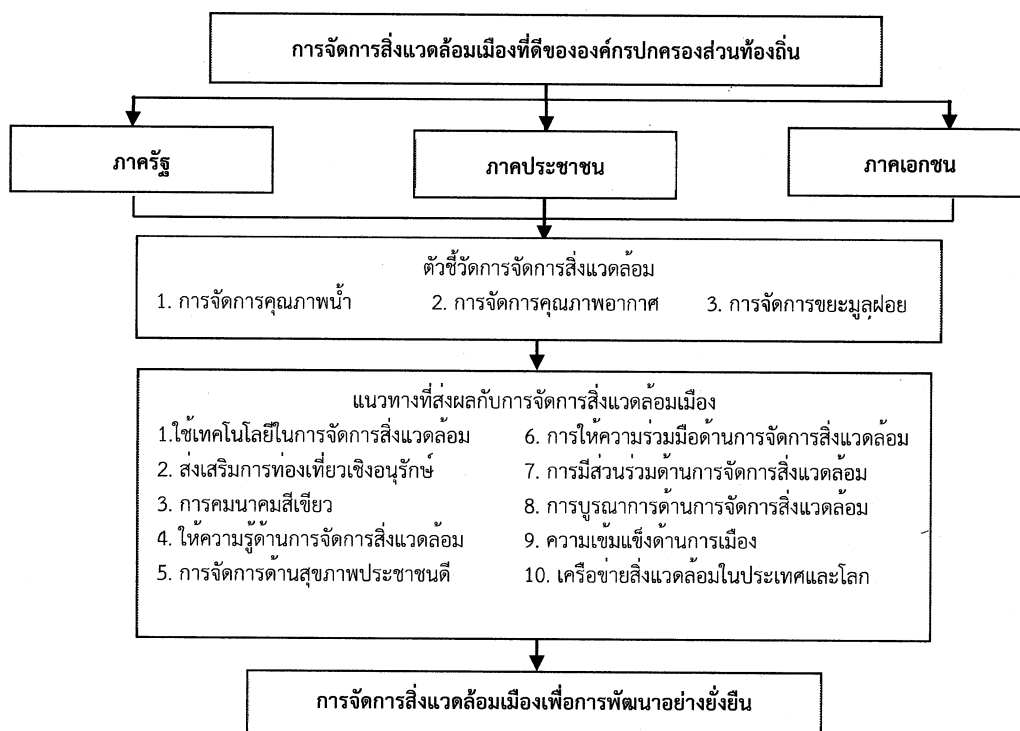 การจัดการสิ่งแวดล้อมเมืองที่ดีขององค์กรปกครองส่วนท้องถิ่น
ภาครัฐ
ภาคประชาชน
ภาคเอกชน
ตัวชี้วัดการจัดการสิ่งแวดล้อม
1. การจัดการคุณภาพน้ำ 2. การจัดการคุณภาพอากาศ 3. การจัดการขยะมูลฝอย
แนวทางที่ส่งผลกับการจัดการสิ่งแวดล้อมเมือง
1.ใช้เทคโนโลยีในการจัดการสิ่งแวดล้อม
2. ส่งเสริมการท่องเที่ยวเชิงอนุรักษ์
3. การคมนาคมสีเขียว
4. ให้ความรู้ด้านการจัดการสิ่งแวดล้อม
5. การจัดการด้านสุขภาพประชาชนดี
6. การให้ความร่วมมือด้านการจัดการสิ่งแวดล้อม
7. การมีส่วนร่วมด้านการจัดการสิ่งแวดล้อม
8. การบูรณาการด้านการจัดการสิ่งแวดล้อม
9. ความเข้มแข็งด้านการเมือง
10. เครือข่ายสิ่งแวดล้อมในประเทศและโลก
การจัดการสิ่งแวดล้อมเมืองเพื่อการพัฒนาอย่างยั่งยืน